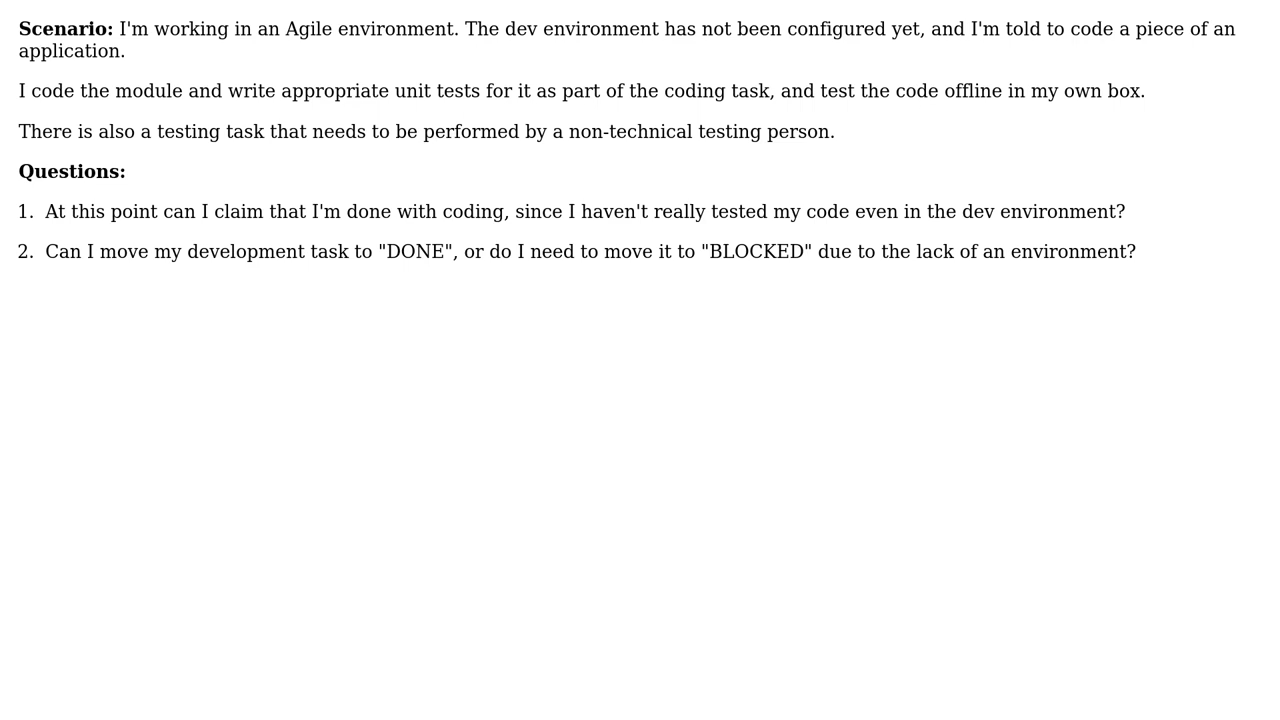 Scenario: I'm working in an Agile environment. The dev environment has not been configured yet, and I'm told to code a piece of an
application.
I code the module and write appropriate unit tests for it as part of the coding task, and test the code offline in my own box.
There is also a testing task that needs to be performed by a non-technical testing person.
Questions:
1. At this point can I claim that I'm done with coding, since I haven't really tested my code even in the dev environment?
2. Can I move my development task to "DONE", or do I need to move it to "BLOCKED" due to the lack of an environment?